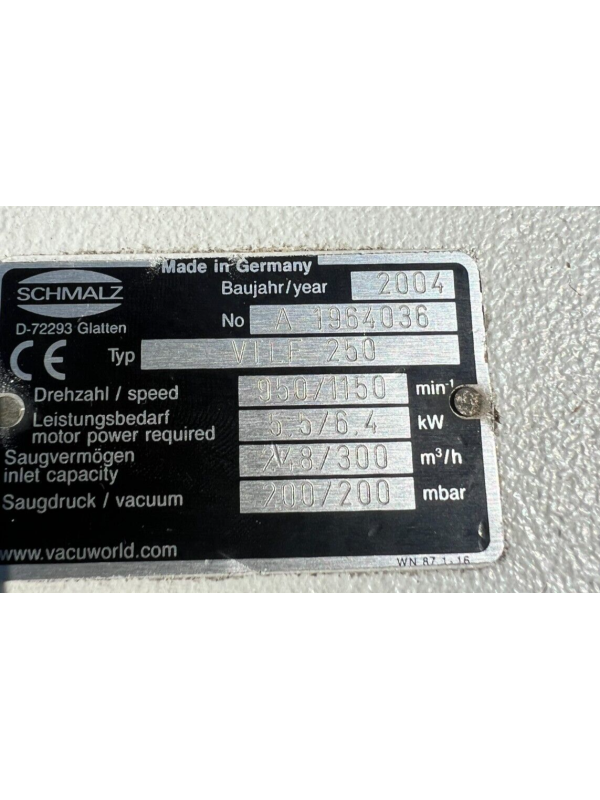 Made in Germany
SCHMALZ
Baujahr/year 2004
D-72293 Glatten
No A 1964036
CE Typ VTLF 250
Drehzahl / speed 950/1150 min-1
Leistungsbedarf
motor power required 5.5/6.4 kW
Saugvermögen
inlet capacity 248/300 m³/h
Saugdruck / vacuum 200/200 mbar
www.vacuworld.com
WN 87 1-16